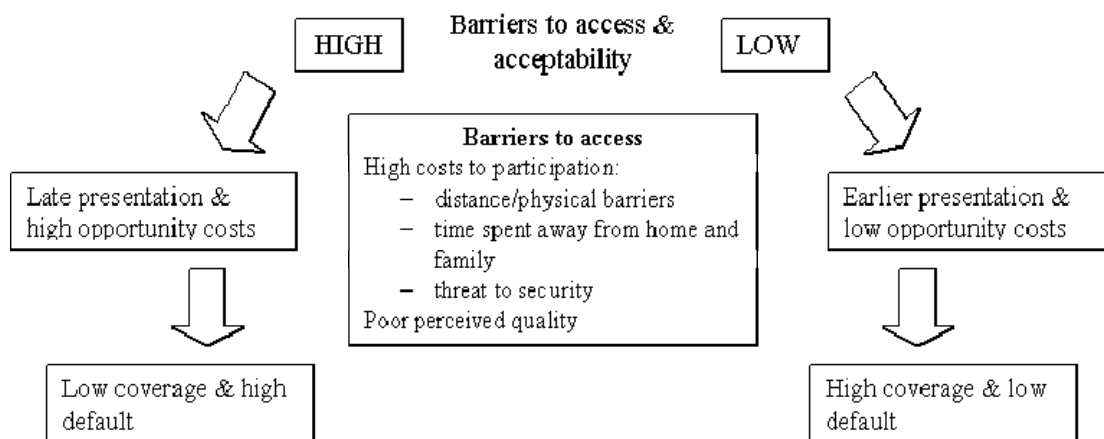 HIGH
Barriers to access &
acceptability
LOW
Barriers to access
High costs to participation:
– distance/physical barriers
– time spent away from home and
family
– threat to security
Poor perceived quality
Late presentation &
high opportunity costs
Earlier presentation &
low opportunity costs
Low coverage & high
default
High coverage & low
default